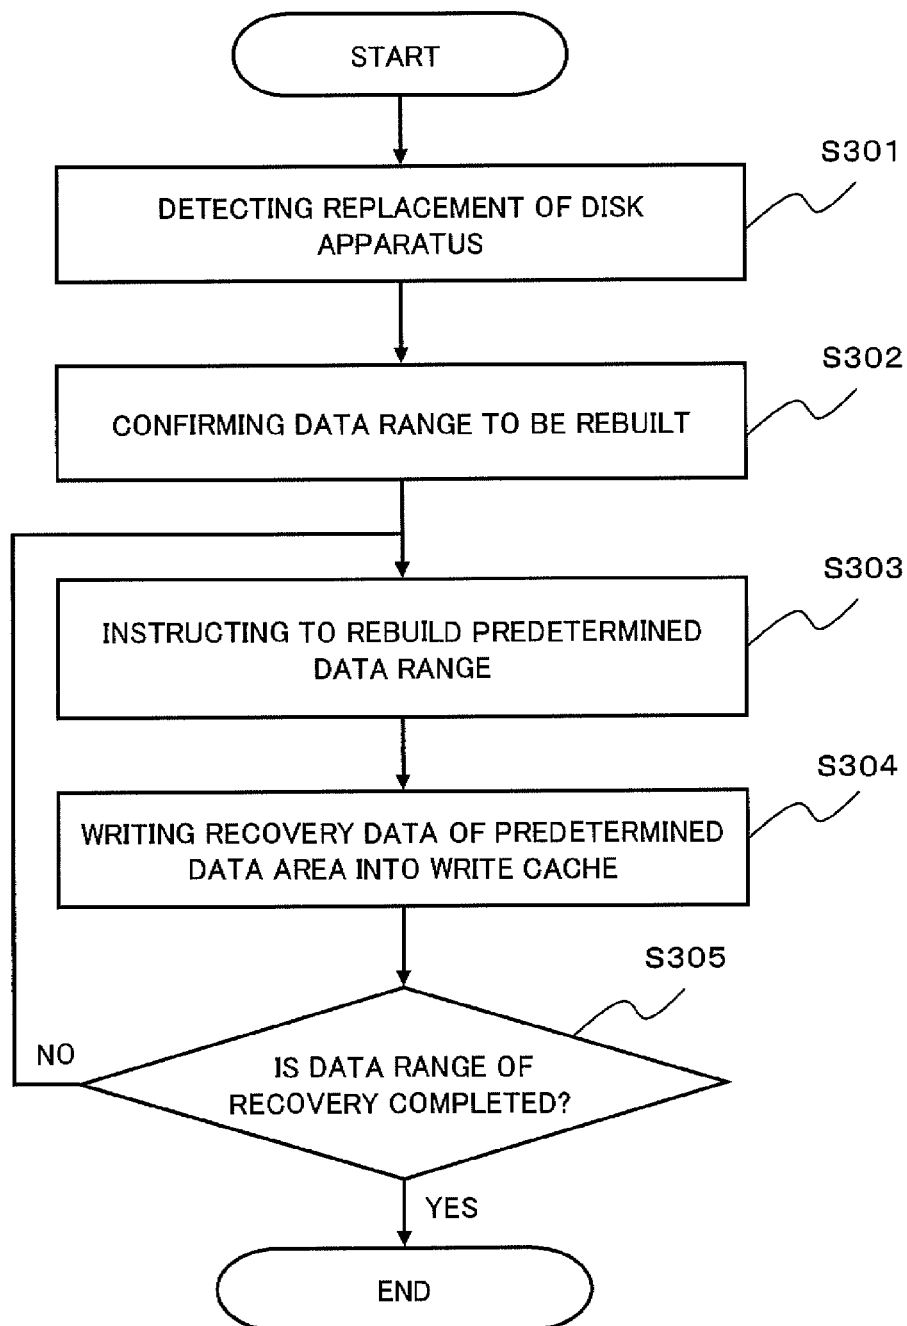 START
S301
DETECTING REPLACEMENT OF DISK
APPARATUS
S302
CONFIRMING DATA RANGE TO BE REBUILT
S303
INSTRUCTING TO REBUILD PREDETERMINED
DATA RANGE
S304
WRITING RECOVERY DATA OF PREDETERMINED
DATA AREA INTO WRITE CACHE
S305
NO
IS DATA RANGE OF
RECOVERY COMPLETED?
YES
END